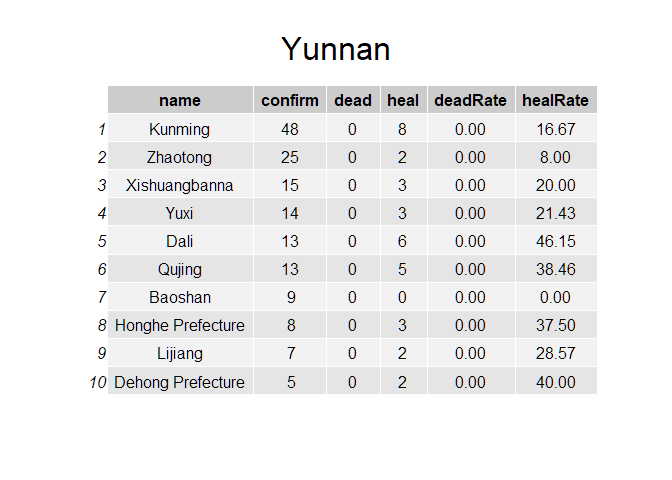 Yunnan
name confirm dead heal deadRate healRate
1 Kunming 48 0 8 0.00 16.67
2 Zhaotong 25 0 2 0.00 8.00
3 Xishuangbanna 15 0 3 0.00 20.00
4 Yuxi 14 0 3 0.00 21.43
5 Dali 13 0 6 0.00 46.15
6 Qujing 13 0 5 0.00 38.46
7 Baoshan 9 0 0 0.00 0.00
8 Honghe Prefecture 8 0 3 0.00 37.50
9 Lijiang 7 0 2 0.00 28.57
10 Dehong Prefecture 5 0 2 0.00 40.00